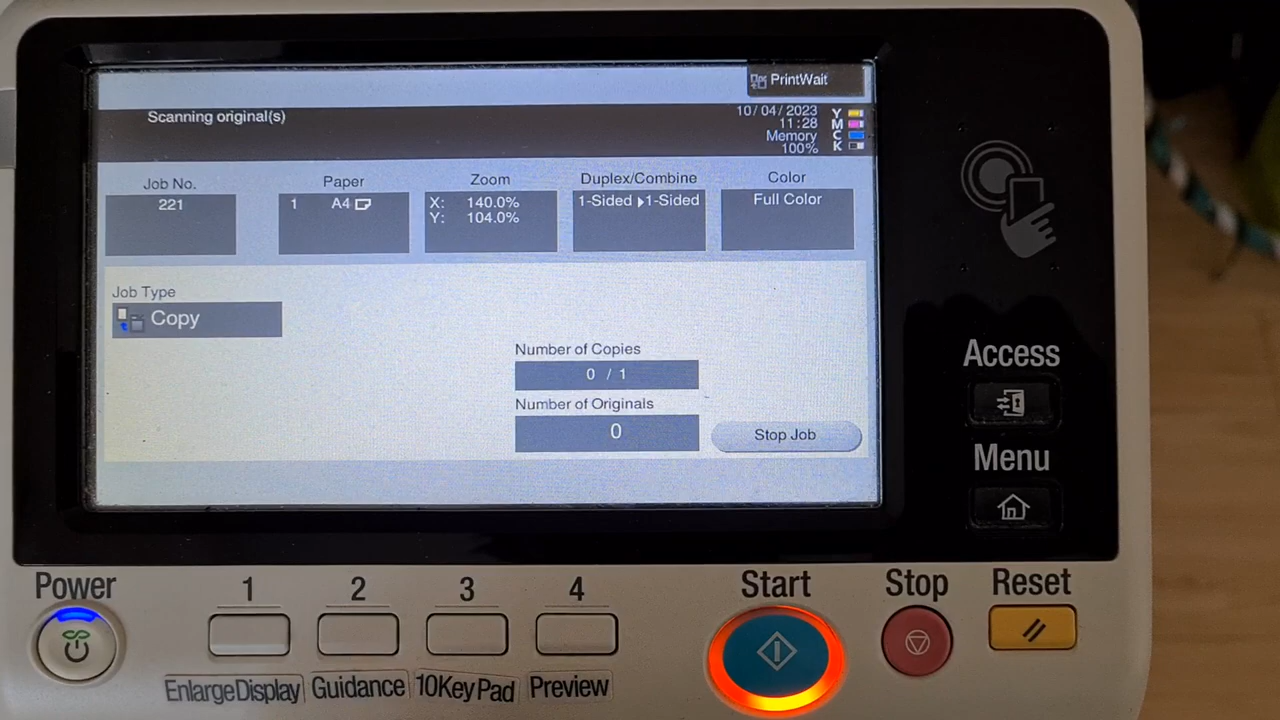 PrintWait
Scanning original(s)
10/04/2023
11:28
Memory
100%
Y
M
C
K
Job No.
221
Paper
1 A4
Zoom
X: 140.0%
Y: 104.0%
Duplex/Combine
1-Sided ▶1-Sided
Color
Full Color
Job Type
Copy
Number of Copies
0 / 1
Number of Originals
0
Stop Job
Access
Menu
Power
1
2
3
4
Start
Stop
Reset
EnlargeDisplay
Guidance
10KeyPad
Preview